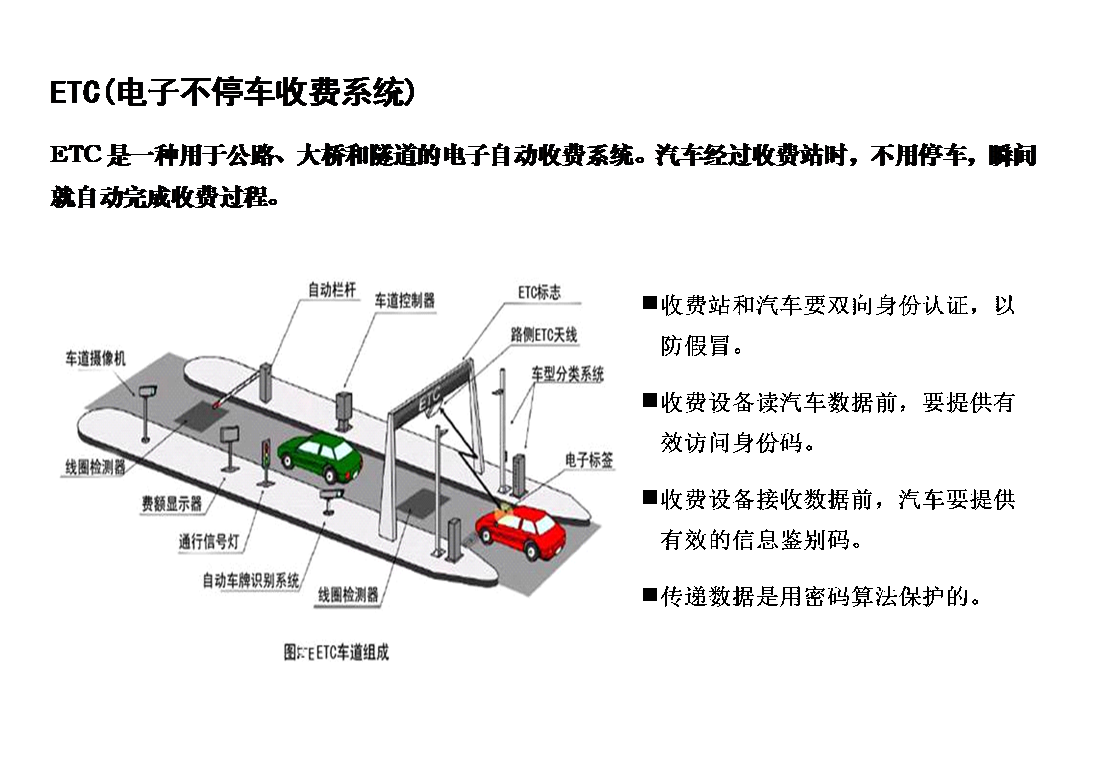 ETC(电子不停车收费系统)
ETC 是一种用于公路、大桥和隧道的电子自动收费系统。汽车经过收费站时，不用停车，瞬间
就自动完成收费过程。
自动栏杆
车道控制器
ETC标志
路侧ETC天线
车道摄像机
车型分类系统
ETC
电子标签
线圈检测器
费额显示器
通行信号灯
自动车牌识别系统
线圈检测器
ETC车道组成
■收费站和汽车要双向身份认证，以
防假冒。
■收费设备读汽车数据前，要提供有
效访问身份码。
■收费设备接收数据前，汽车要提供
有效的信息鉴别码。
■传递数据是用密码算法保护的。